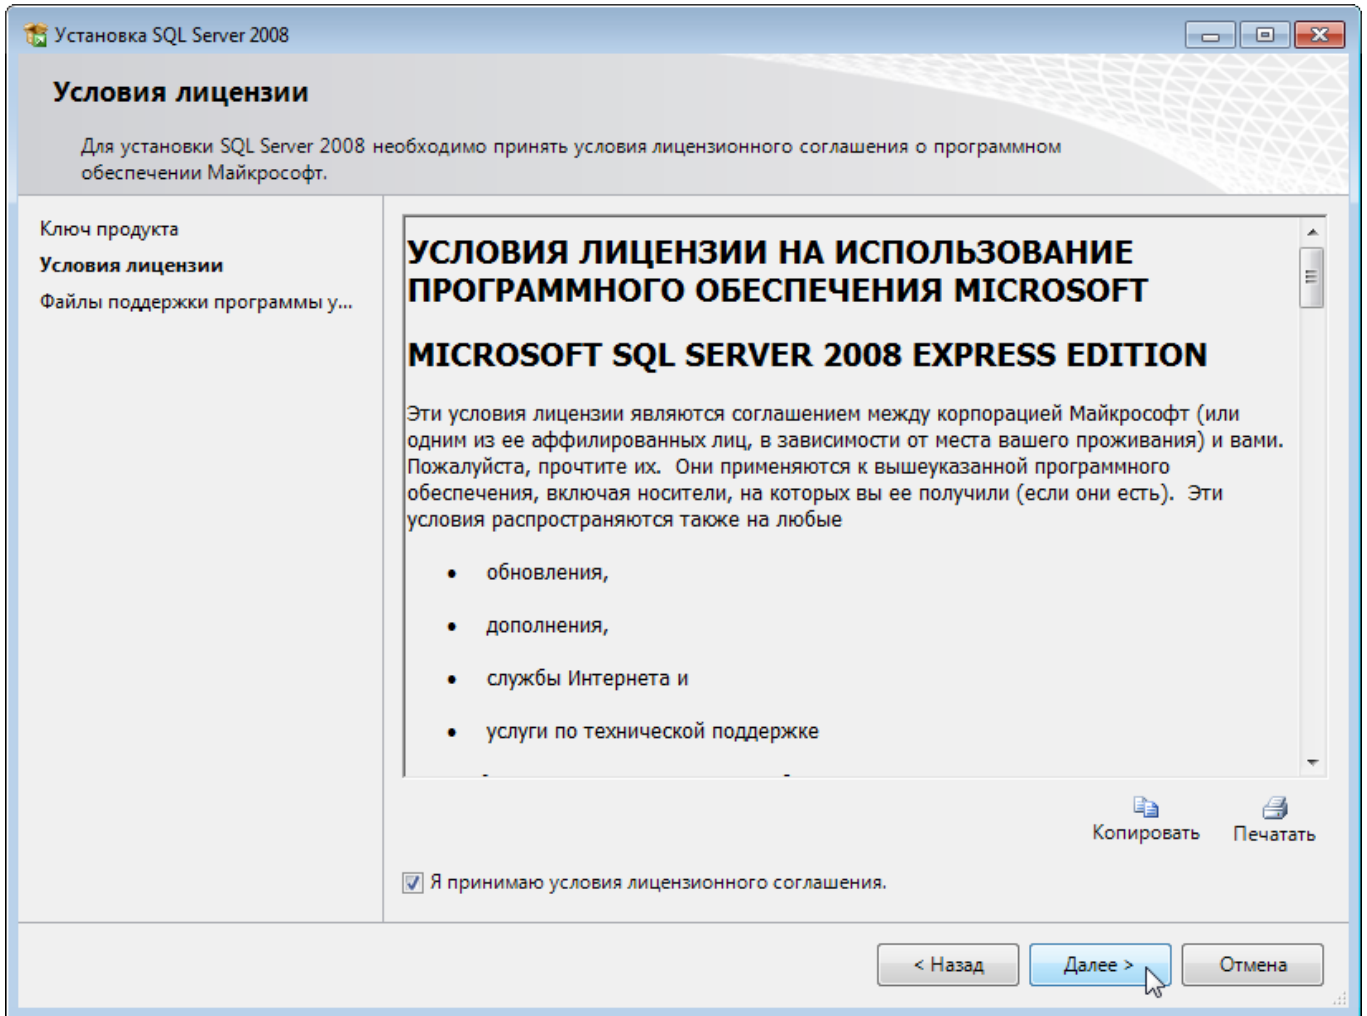 Установка SQL Server 2008
Условия лицензии
Для установки SQL Server 2008 необходимо принять условия лицензионного соглашения о программном
обеспечении Майкрософт.
Ключ продукта
Условия лицензии
Файлы поддержки программы у...
УСЛОВИЯ ЛИЦЕНЗИИ НА ИСПОЛЬЗОВАНИЕ
ПРОГРАММНОГО ОБЕСПЕЧЕНИЯ MICROSOFT
MICROSOFT SQL SERVER 2008 EXPRESS EDITION
Эти условия лицензии являются соглашением между корпорацией Майкрософт (или
одним из ее аффилированных лиц, в зависимости от места вашего проживания) и вами.
Пожалуйста, прочтите их.  Они применяются к вышеуказанной программного
обеспечения, включая носители, на которых вы ее получили (если они есть).  Эти
условия распространяются также на любые
• обновления,
• дополнения,
• службы Интернета и
• услуги по технической поддержке
Копировать Печатать
Я принимаю условия лицензионного соглашения.
< Назад Далее > Отмена